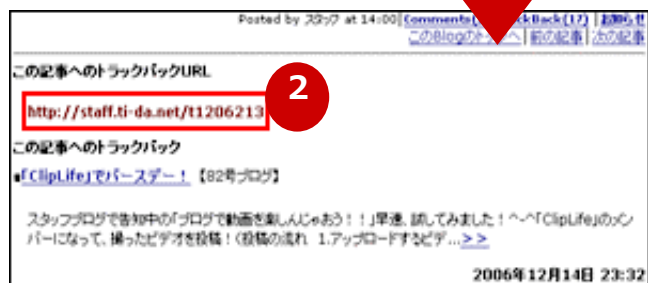 Posted by スタッフ at 14:00│Comments( ckBack(17) │お知らせ
このBlogのト へ│前の記事│次の記事
この記事へのトラックバックURL
http://staff.ti-da.net/t1206213
2
この記事へのトラックバック
「ClipLife」でバースデー！【82号ブログ】
スタッフブログで告知中の「ブログで動画を楽しんじゃおう！！」早速、試してみました！^-^「ClipLife」のメン
バーになって、撮ったビデオを投稿！（投稿の流れ 1.アップロードするビデ...>>
2006年12月14日 23:32